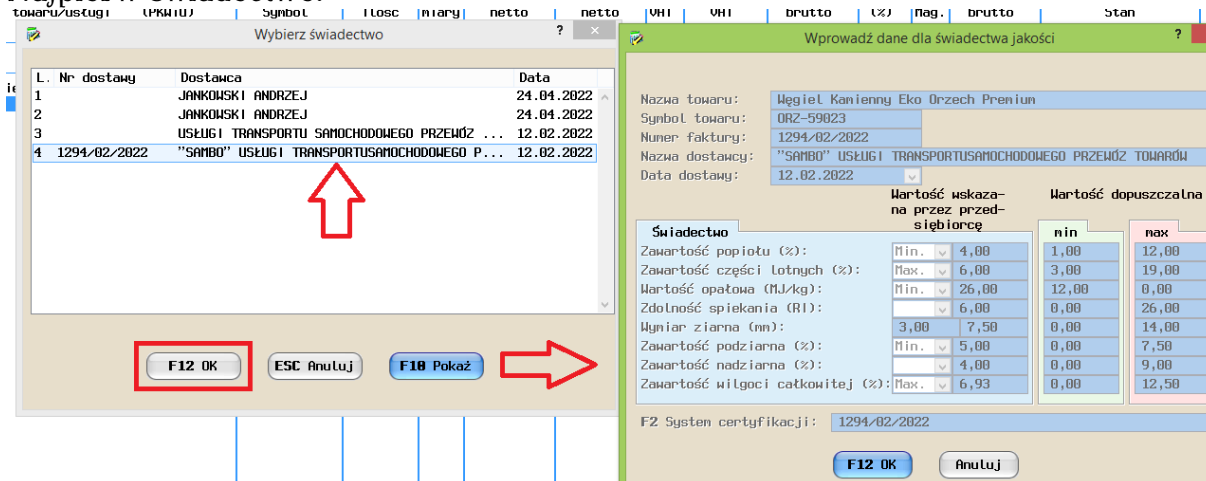 towaru/usługi (PKWiU) Symbol Ilość miary netto netto VAT VAT brutto (%) mag. brutto Stan
Wybierz świadectwo ?
L. Nr dostawy Dostawca Data
1 JANKOWSKI ANDRZEJ 24.04.2022
2 JANKOWSKI ANDRZEJ 24.04.2022
3 USŁUGI TRANSPORTU SAMOCHODOWEGO PRZEWÓZ ... 12.02.2022
4 1294/02/2022 ”SAMBO” USŁUGI TRANSPORTUSAMOCHODOWEGO P... 12.02.2022
F12 OK
ESC Anuluj
F10 Pokaż
Wprowadź dane dla świadectwa jakości ?
Nazwa towaru: Węgiel Kamienny Eko Orzech Premium
Symbol towaru: ORZ-59023
Numer faktury: 1294/02/2022
Nazwa dostawcy: ”SAMBO” USŁUGI TRANSPORTUSAMOCHODOWEGO PRZEWÓZ TOWARÓW
Data dostawy: 12.02.2022
Wartość wskaza-
na przez przed-
siębiorcę
Wartość dopuszczalna
Świadectwo min max
Zawartość popiołu (%): Min. 4,00 1,00 12,00
Zawartość części lotnych (%): Max. 6,00 3,00 19,00
Wartość opałowa (MJ/kg): Min. 26,00 12,00 0,00
Zdolność spiekania (RI): 6,00 0,00 26,00
Wymiar ziarna (mm): 3,00 7,50 0,00 14,00
Zawartość podziarna (%): Min. 5,00 0,00 7,50
Zawartość nadziarna (%): 4,00 0,00 9,00
Zawartość wilgoci całkowitej (%): Max. 6,93 0,00 12,50
F2 System certyfikacji: 1294/02/2022
F12 OK
Anuluj